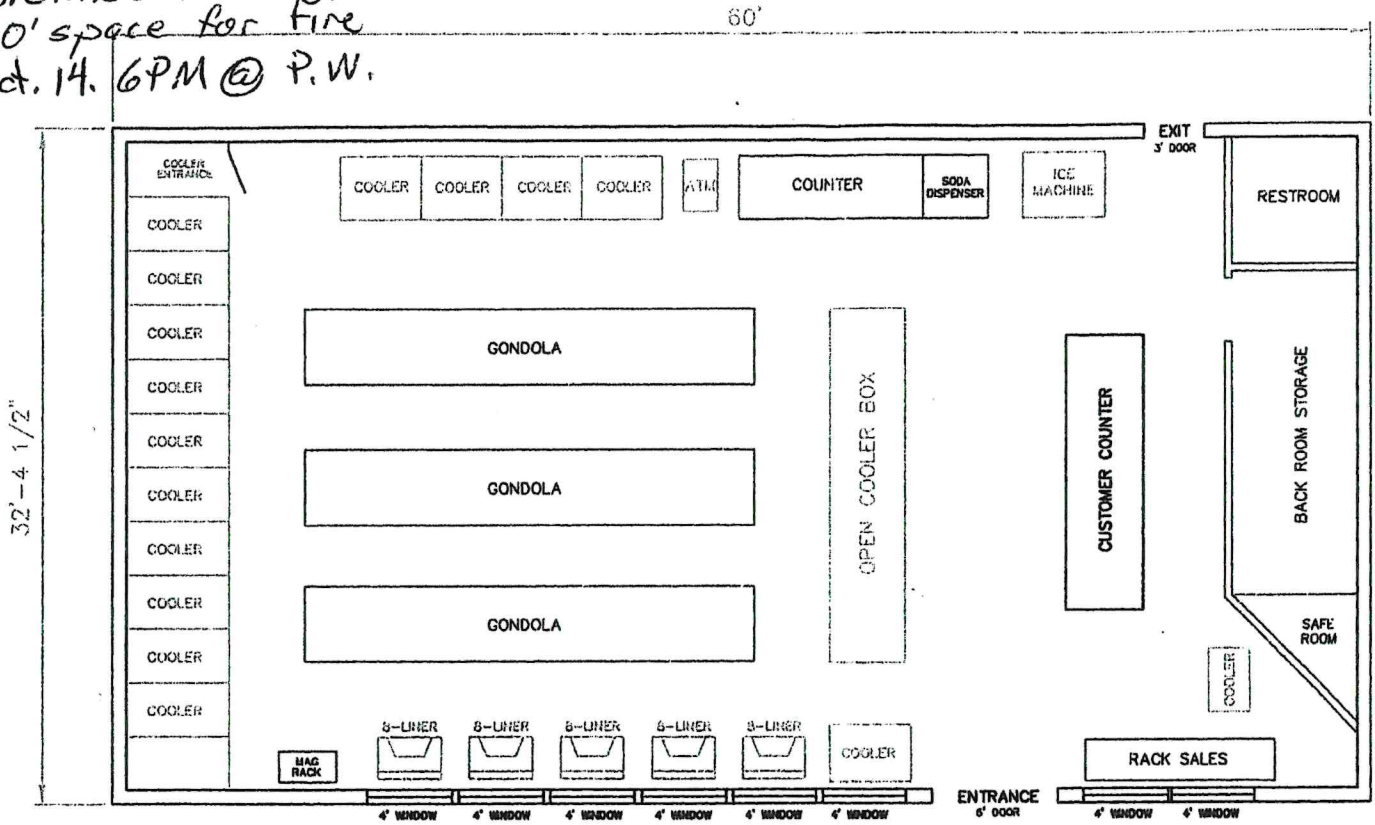 0' space for fire
ct. 14. 6PM @ P.W.
60'
EXIT
3' DOOR
COOLER
ENTRANCE
COOLER
COOLER
COOLER
COOLER
ATM
COUNTER
SODA
DISPENSER
ICE
MACHINE
RESTROOM
COOLER
COOLER
COOLER
COOLER
COOLER
COOLER
COOLER
COOLER
COOLER
COOLER
32'-4 1/2"
GONDOLA
GONDOLA
GONDOLA
OPEN COOLER BOX
CUSTOMER COUNTER
BACK ROOM STORAGE
SAFE
ROOM
COOLER
8-LINER
8-LINER
8-LINER
8-LINER
8-LINER
COOLER
MAG
RACK
RACK SALES
ENTRANCE
6' DOOR
4' WINDOW
4' WINDOW
4' WINDOW
4' WINDOW
4' WINDOW
4' WINDOW
4' WINDOW
4' WINDOW